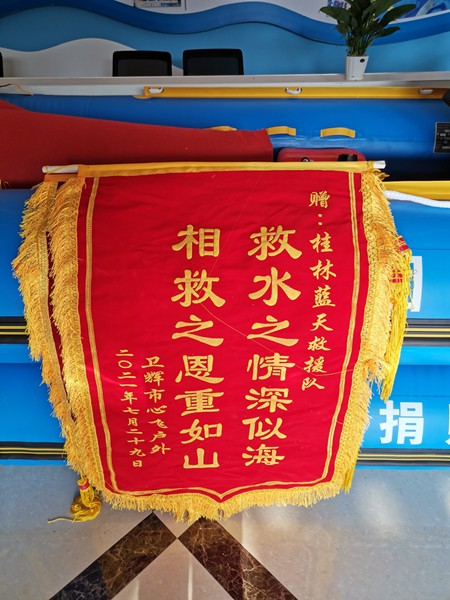 赠：桂林蓝天救援队
救水之情深似海
相救之恩重如山
卫辉市心飞户外
二〇二一年七月二十九日
捐